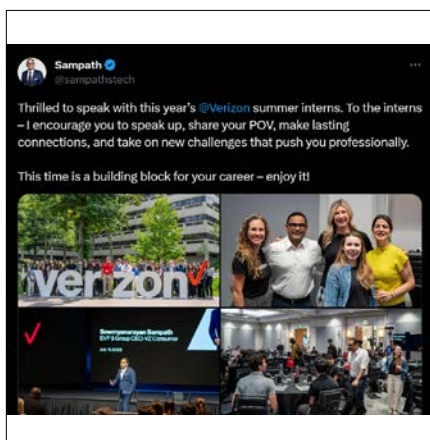 Sampath
@sampathstech
Thrilled to speak with this year's @Verizon summer interns. To the interns
– I encourage you to speak up, share your POV, make lasting
connections, and take on new challenges that push you professionally.
This time is a building block for your career – enjoy it!
verizon
Sowmyanarayan Sampath
EVP & Group CEO-VZ Consumer